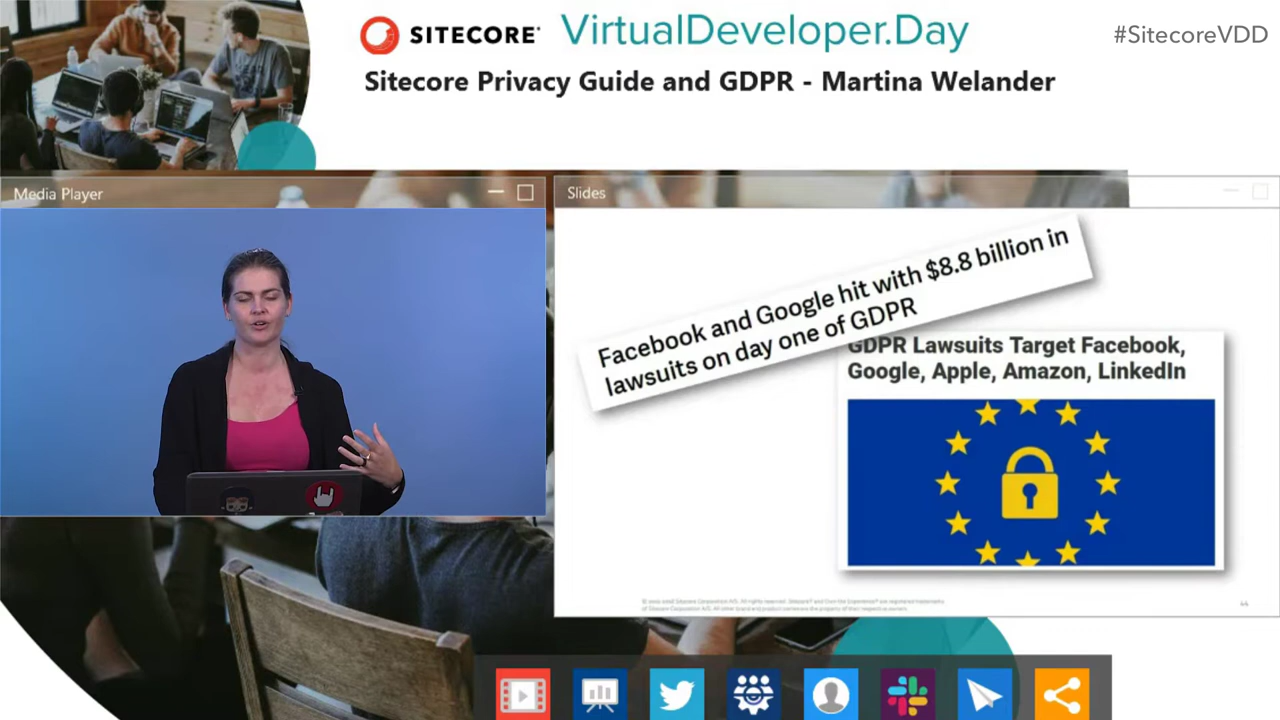 SITECORE VirtualDeveloper.Day
#SitecoreVDD
Sitecore Privacy Guide and GDPR - Martina Welander
Media Player
Slides
Facebook and Google hit with $8.8 billion in
lawsuits on day one of GDPR
GDPR Lawsuits Target Facebook,
Google, Apple, Amazon, LinkedIn